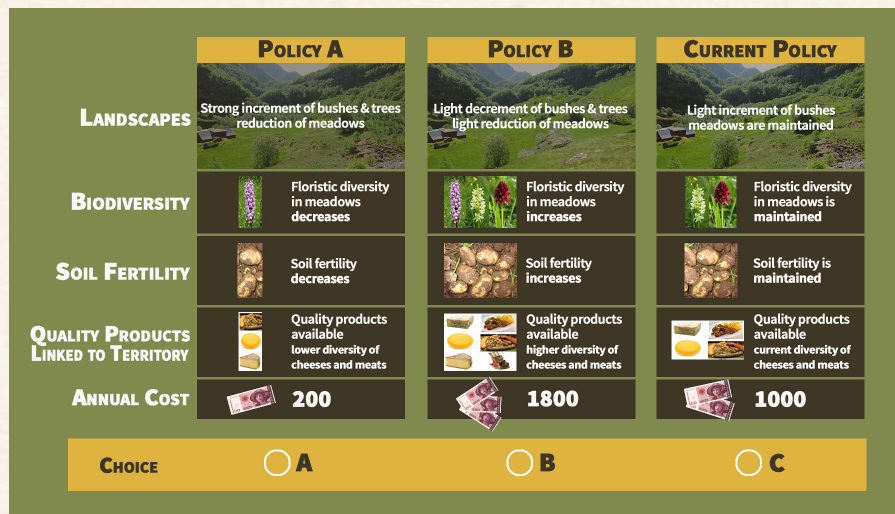 POLICY A
POLICY B
CURRENT POLICY
LANDSCAPES
Strong increment of bushes & trees
reduction of meadows
Light decrement of bushes & trees
light reduction of meadows
Light increment of bushes
meadows are maintained
BIODIVERSITY
Floristic diversity
in meadows
decreases
Floristic diversity
in meadows
increases
Floristic diversity
in meadows is
maintained
SOIL FERTILITY
Soil fertility
decreases
Soil fertility
increases
Soil fertility is
maintained
QUALITY PRODUCTS
LINKED TO TERRITORY
Quality products
available
lower diversity of
cheeses and meats
Quality products
available
higher diversity of
cheeses and meats
Quality products
available
current diversity of
cheeses and meats
ANNUAL COST
200
1800
1000
CHOICE
A
B
C